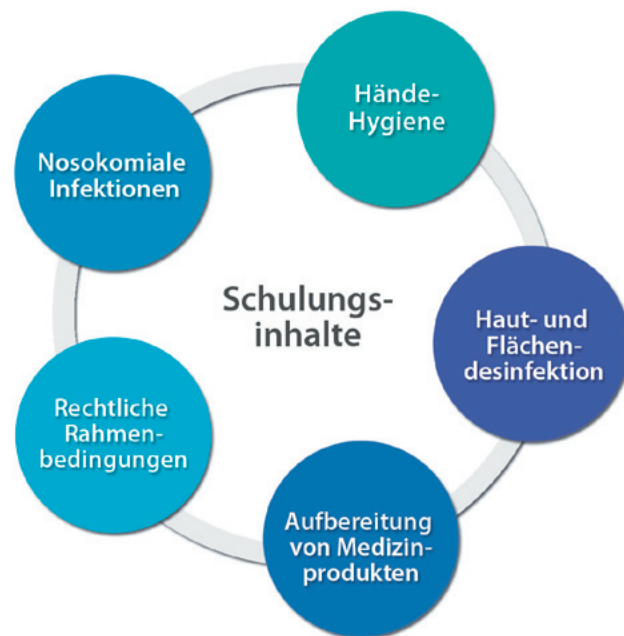 Hände-
Hygiene
Nosokomiale
Infektionen
Schulungs-
inhalte
Haut- und
Flächen-
desinfektion
Rechtliche
Rahmen-
bedingungen
Aufbereitung
von Medizin-
produkten